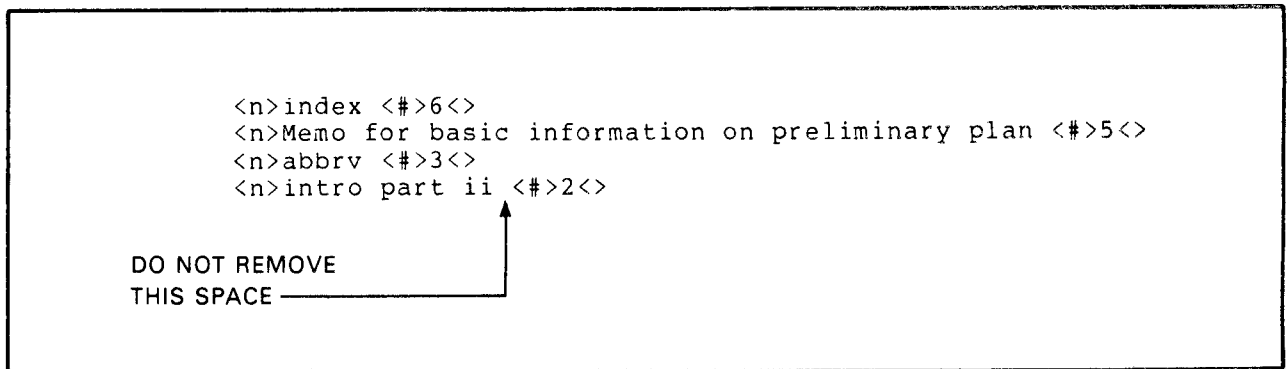 <n>index <#>6<>
<n>Memo for basic information on preliminary plan <#>5<>
<n>abbrv <#>3<>
<n>intro part ii <#>2<>
DO NOT REMOVE
THIS SPACE